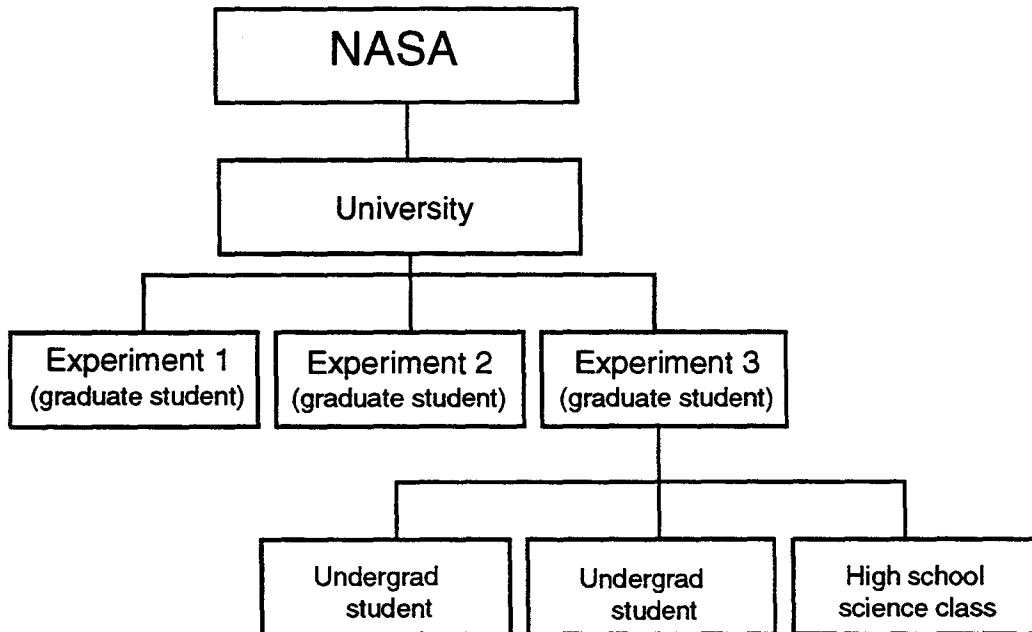 NASA
University
Experiment 1
(graduate student)
Experiment 2
(graduate student)
Experiment 3
(graduate student)
Undergrad
student
Undergrad
student
High school
science class